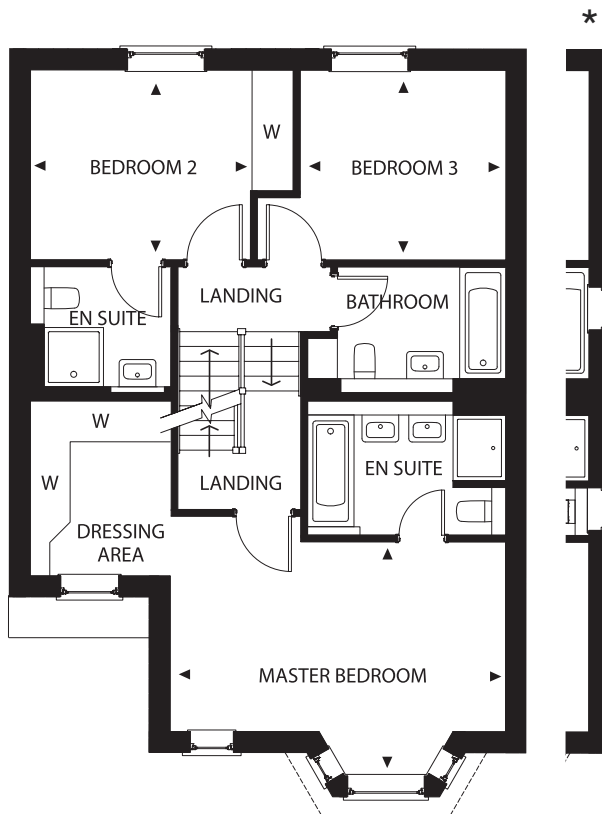 *
W
BEDROOM 2
BEDROOM 3
LANDING
BATHROOM
EN SUITE
W
W
EN SUITE
LANDING
DRESSING
AREA
MASTER BEDROOM